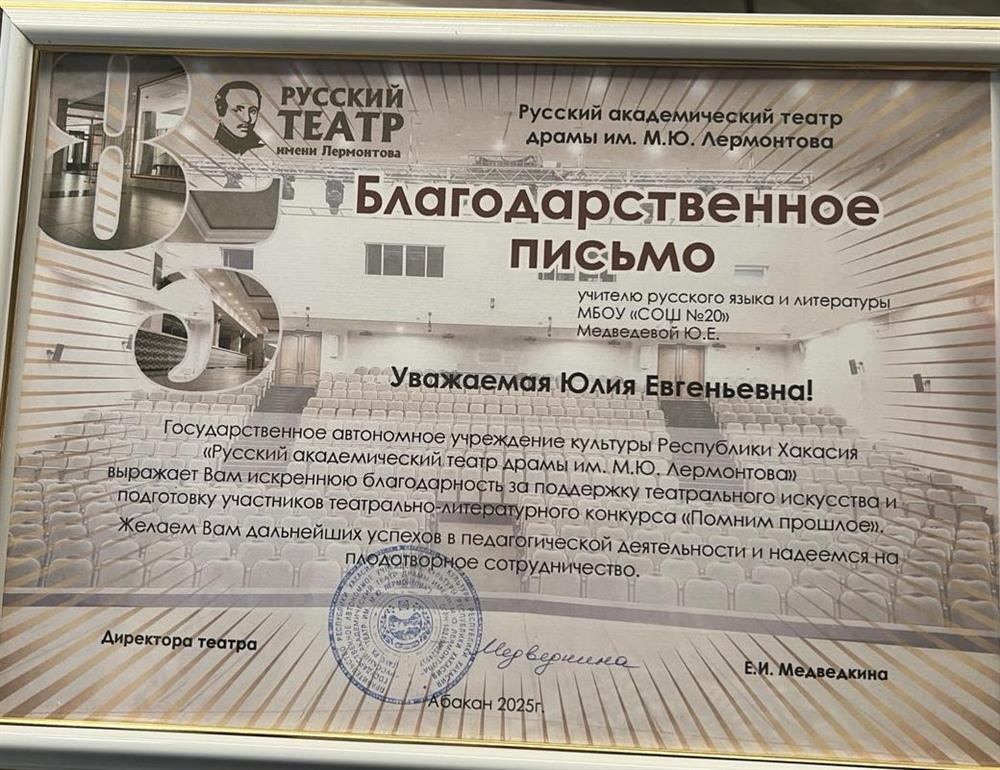 85
РУССКИЙ
ТЕАТР
имени Лермонтова
Русский академический театр
драмы им. М.Ю. Лермонтова
Благодарственное
письмо
учителю русского языка и литературы
МБОУ «СОШ №20»
Медведевой Ю.Е.
Уважаемая Юлия Евгеньевна!
Государственное автономное учреждение культуры Республики Хакасия
«Русский академический театр драмы им. М.Ю. Лермонтова»
выражает Вам искреннюю благодарность за поддержку театрального искусства и
подготовку участников театрально-литературного конкурса «Помним прошлое».
Желаем Вам дальнейших успехов в педагогической деятельности и надеемся на
плодотворное сотрудничество.
Директора театра
Медведкина
Е.И. Медведкина
Абакан 2025г.